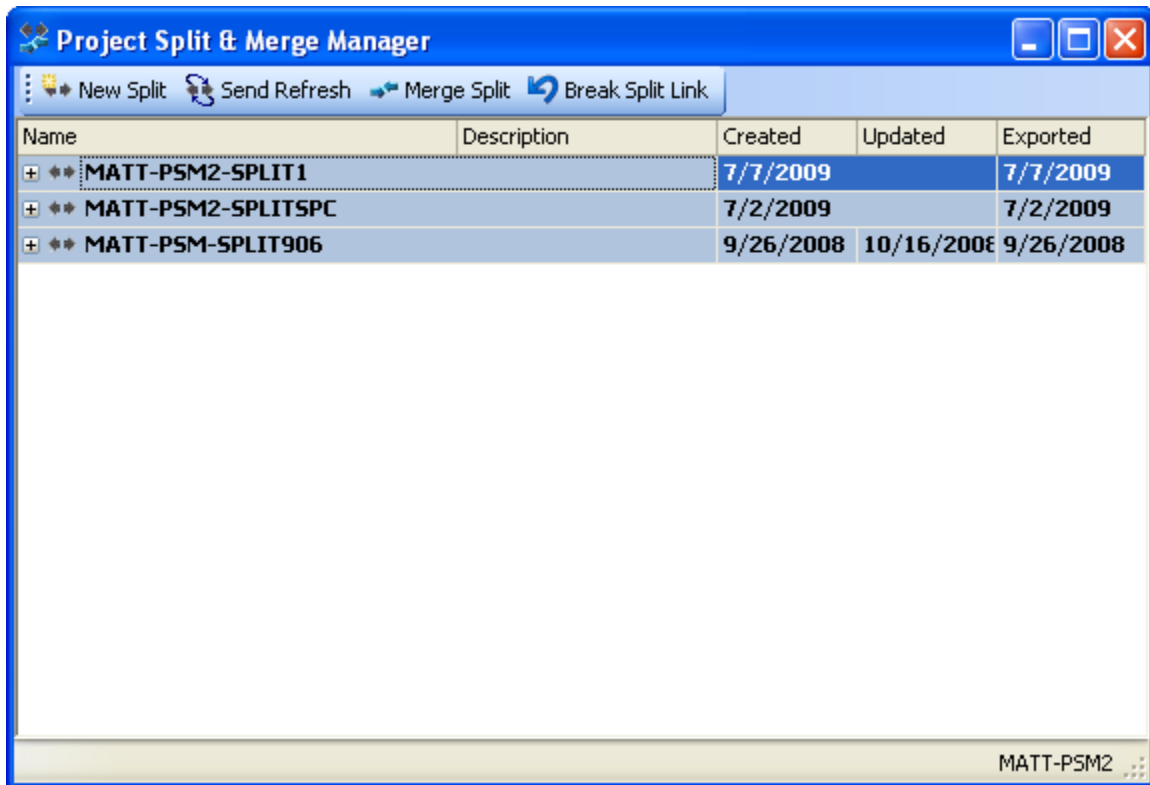 Project Split & Merge Manager
New Split Send Refresh Merge Split Break Split Link
Name Description Created Updated Exported
MATT-PSM2-SPLIT1 7/7/2009 7/7/2009
MATT-PSM2-SPLITSPC 7/2/2009 7/2/2009
MATT-PSM-SPLIT906 9/26/2008 10/16/2008 9/26/2008
MATT-PSM2